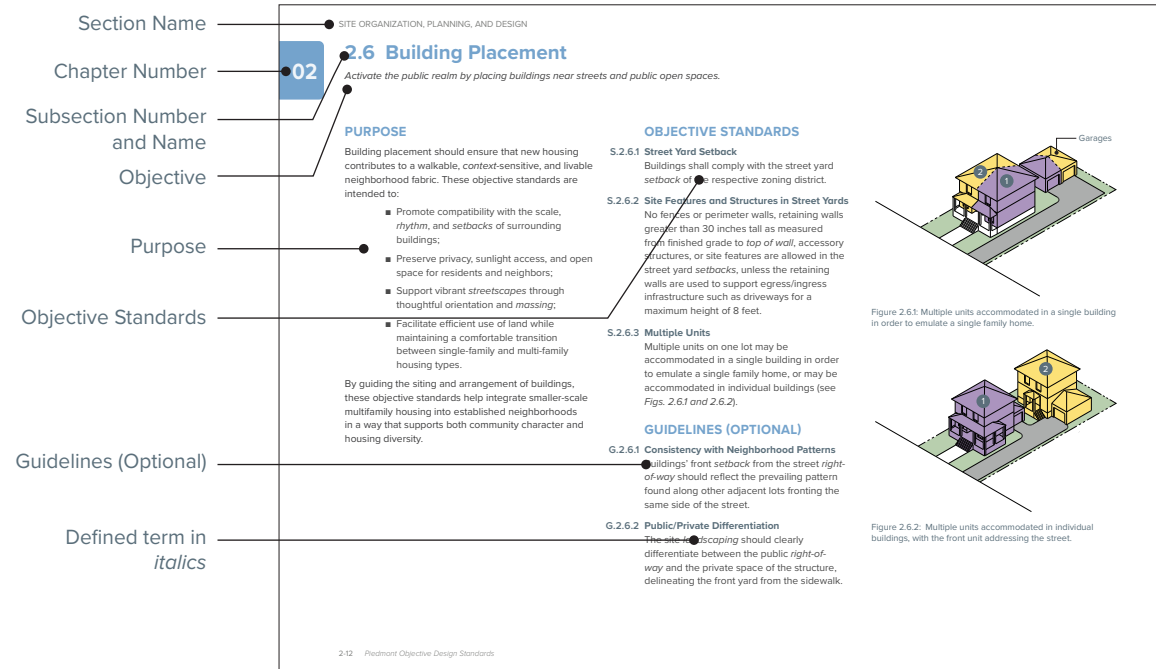 Section Name
Chapter Number
Subsection Number
and Name
Objective
Purpose
Objective Standards
Guidelines (Optional)
Defined term in
italics
SITE ORGANIZATION, PLANNING, AND DESIGN
02
2.6 Building Placement
Activate the public realm by placing buildings near streets and public open spaces.
PURPOSE
Building placement should ensure that new housing
contributes to a walkable, context-sensitive, and livable
neighborhood fabric. These objective standards are
intended to:
■ Promote compatibility with the scale,
rhythm, and setbacks of surrounding
buildings;
■ Preserve privacy, sunlight access, and open
space for residents and neighbors;
■ Support vibrant streetscapes through
thoughtful orientation and massing;
■ Facilitate efficient use of land while
maintaining a comfortable transition
between single-family and multi-family
housing types.
By guiding the siting and arrangement of buildings,
these objective standards help integrate smaller-scale
multifamily housing into established neighborhoods
in a way that supports both community character and
housing diversity.
OBJECTIVE STANDARDS
S.2.6.1 Street Yard Setback
Buildings shall comply with the street yard
setback of the respective zoning district.
S.2.6.2 Site Features and Structures in Street Yards
No fences or perimeter walls, retaining walls
greater than 30 inches tall as measured
from finished grade to top of wall, accessory
structures, or site features are allowed in the
street yard setbacks, unless the retaining
walls are used to support egress/ingress
infrastructure such as driveways for a
maximum height of 8 feet.
S.2.6.3 Multiple Units
Multiple units on one lot may be
accommodated in a single building in order
to emulate a single family home, or may be
accommodated in individual buildings (see
Figs. 2.6.1 and 2.6.2).
GUIDELINES (OPTIONAL)
G.2.6.1 Consistency with Neighborhood Patterns
Buildings' front setback from the street right-
of-way should reflect the prevailing pattern
found along other adjacent lots fronting the
same side of the street.
G.2.6.2 Public/Private Differentiation
The site landscaping should clearly
differentiate between the public right-of-
way and the private space of the structure,
delineating the front yard from the sidewalk.
Garages
2
1
Figure 2.6.1: Multiple units accommodated in a single building
in order to emulate a single family home.
2
1
Figure 2.6.2: Multiple units accommodated in individual
buildings, with the front unit addressing the street.
2-12 Piedmont Objective Design Standards